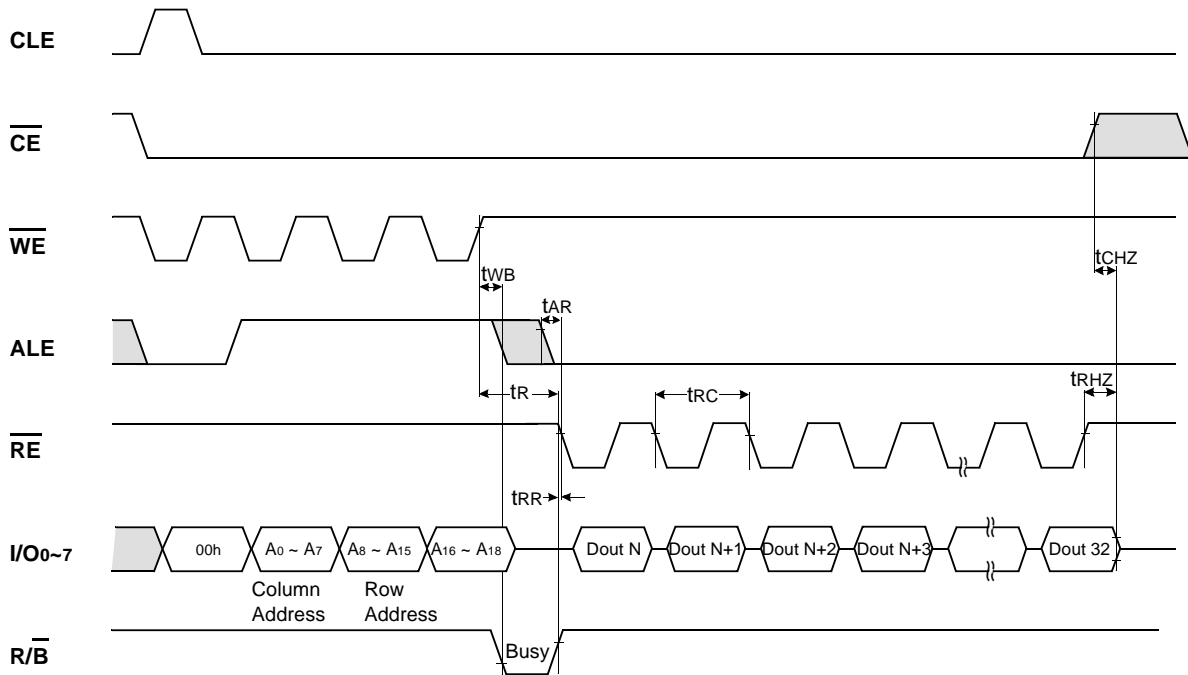 CLE
CE
WE
tCHZ
tWB
tAR
ALE
tR
tRC
tRHZ
RE
tRR
I/O0~7
00h
A0 ~ A7
A8 ~ A15
A16 ~ A18
Dout N
Dout N+1
Dout N+2
Dout N+3
Dout 32
Column
Address
Row
Address
R/B
Busy